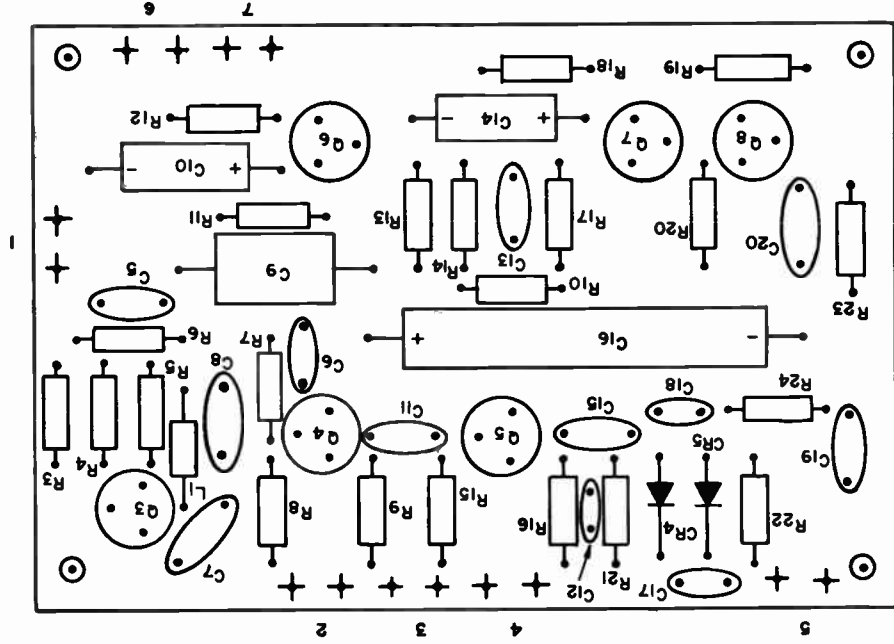 5 4 3 2
C17 C12 R21 C7
R22 CR4 R16 R9 R8 Q3
R15 L1 R3
C19 CR5 R4
Q5 Q4
C15 C11
R24 C18 R5
C6 C8
- C16 + R7 R6
R23
R10 C5
C13 R14 C9
C20 R20 R17 R13 R11
1
+ C10 -
Q8 Q7 Q6
+ C14 - R12
R19 R18
7 6